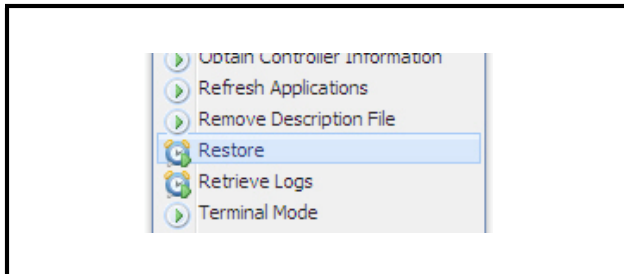 Obtain Controller Information
Refresh Applications
Remove Description File
Restore
Retrieve Logs
Terminal Mode